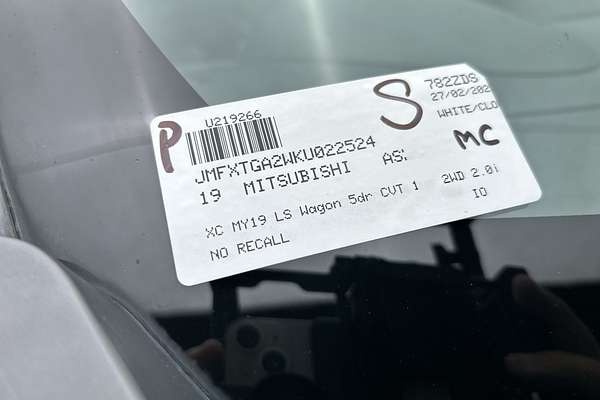 P
U219266
S
782ZDS
27/02/202
WHITE/CLO
JMFXTGA2WKU022524
19 MITSUBISHI AS:
MC
XC MY19 LS Wagon 5dr CVT 1 2WD 2.0i
NO RECALL IO